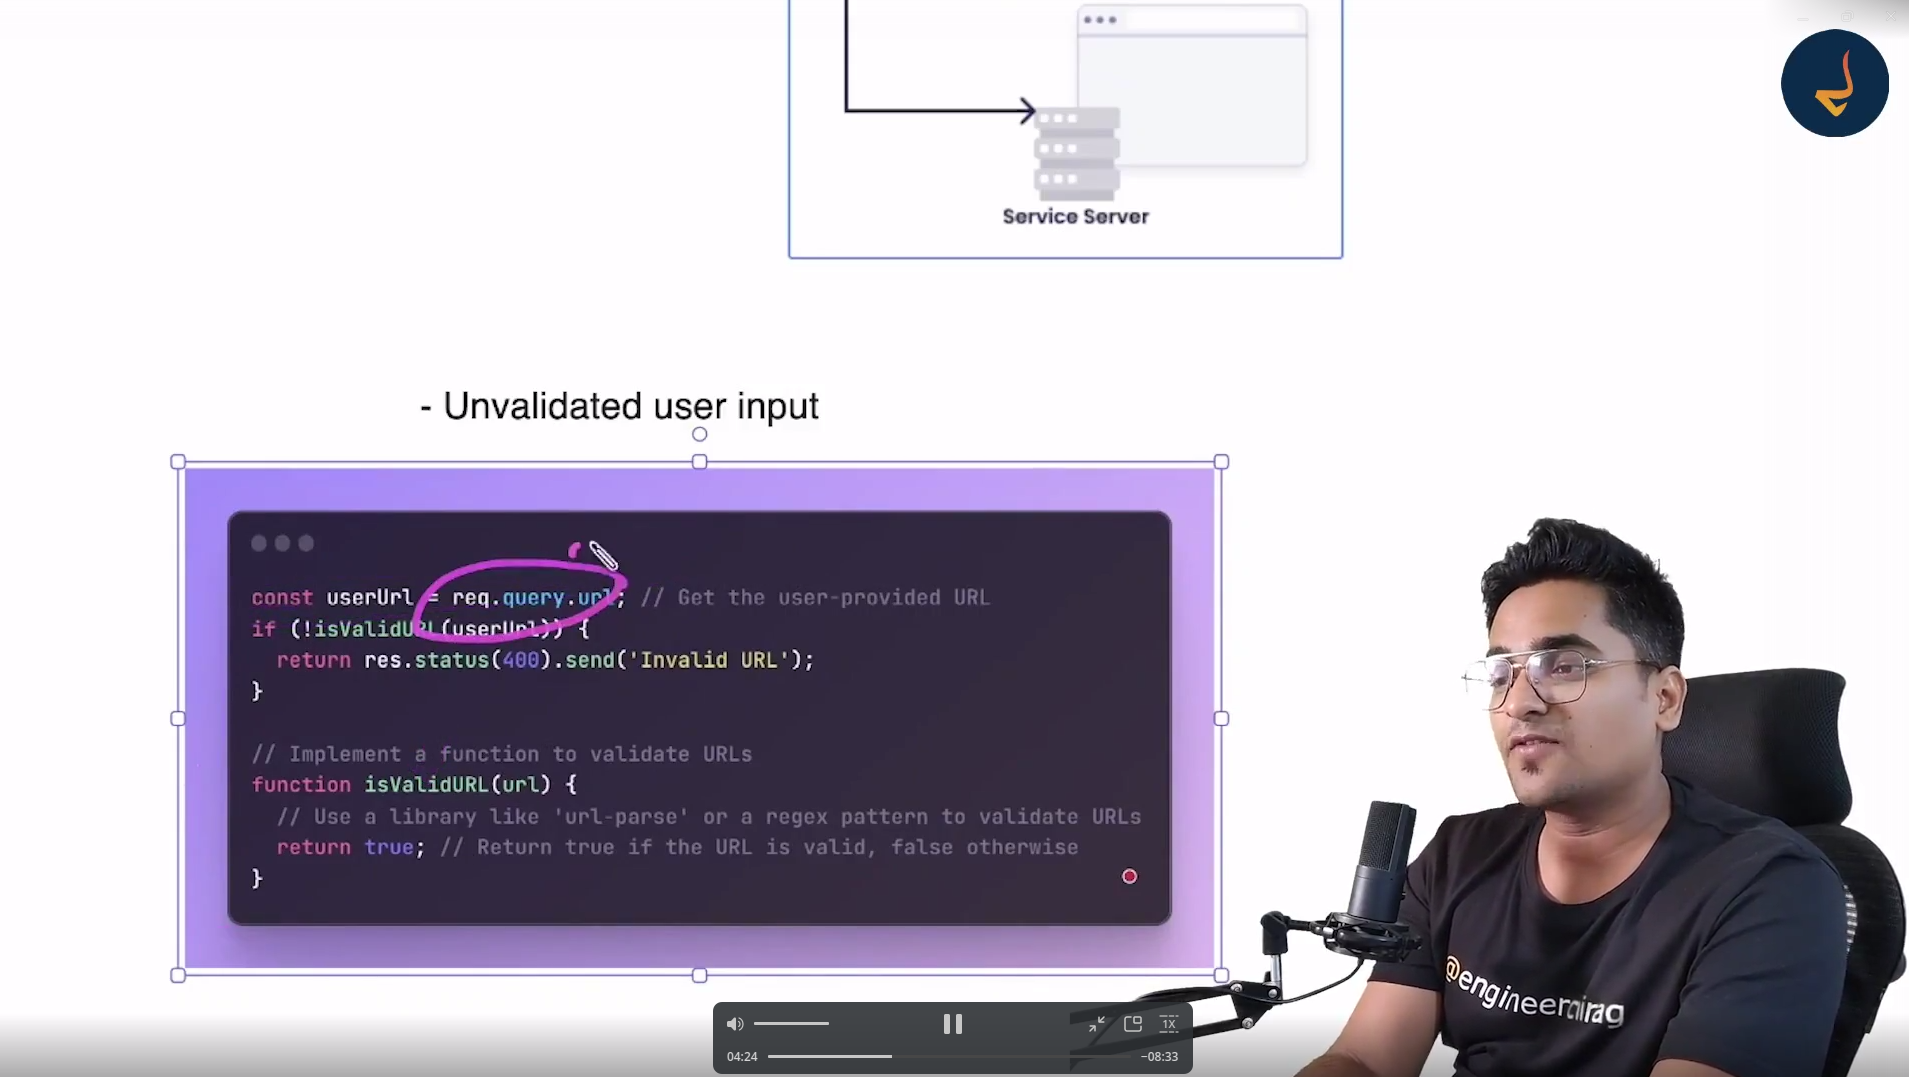 Service Server
- Unvalidated user input
const userUrl = req.query.url; // Get the user-provided URL
if (!isValidURL(userUrl)) {
return res.status(400).send('Invalid URL');
}
// Implement a function to validate URLs
function isValidURL(url) {
// Use a library like 'url-parse' or a regex pattern to validate URLs
return true; // Return true if the URL is valid, false otherwise
}
@engineerchirag
1X
04:24
−08:33